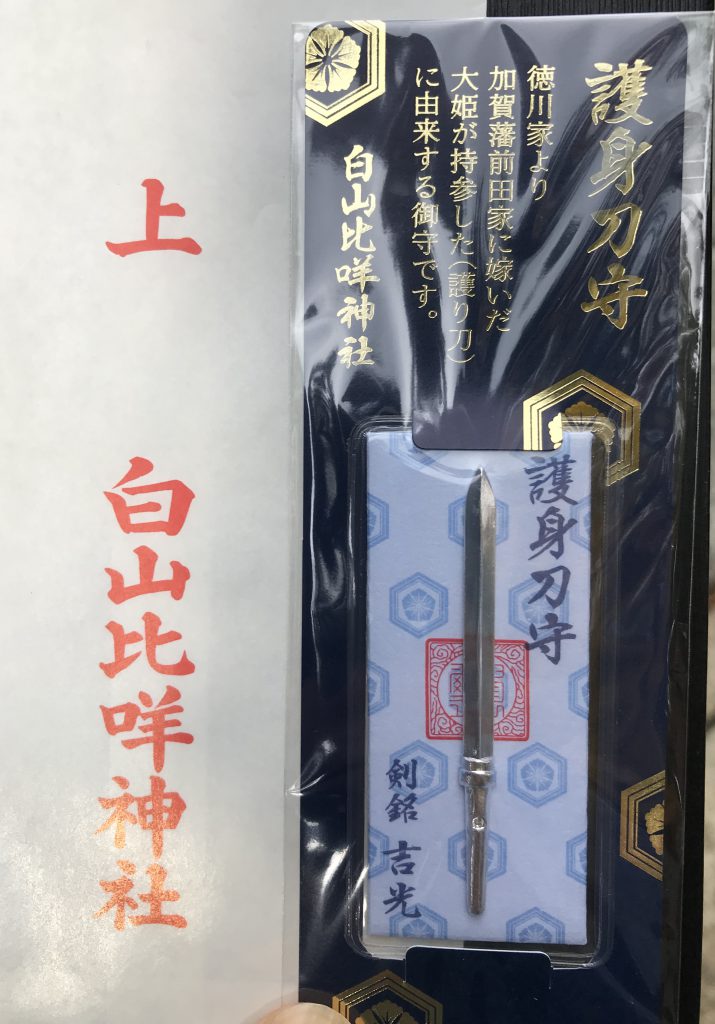 護身刀守
徳川家より
加賀藩前田家に嫁いだ
大姫が持参した(護り刀)
に由来する御守です。
白山比咩神社
護身刀守
剣銘 吉光
上
白山比咩神社